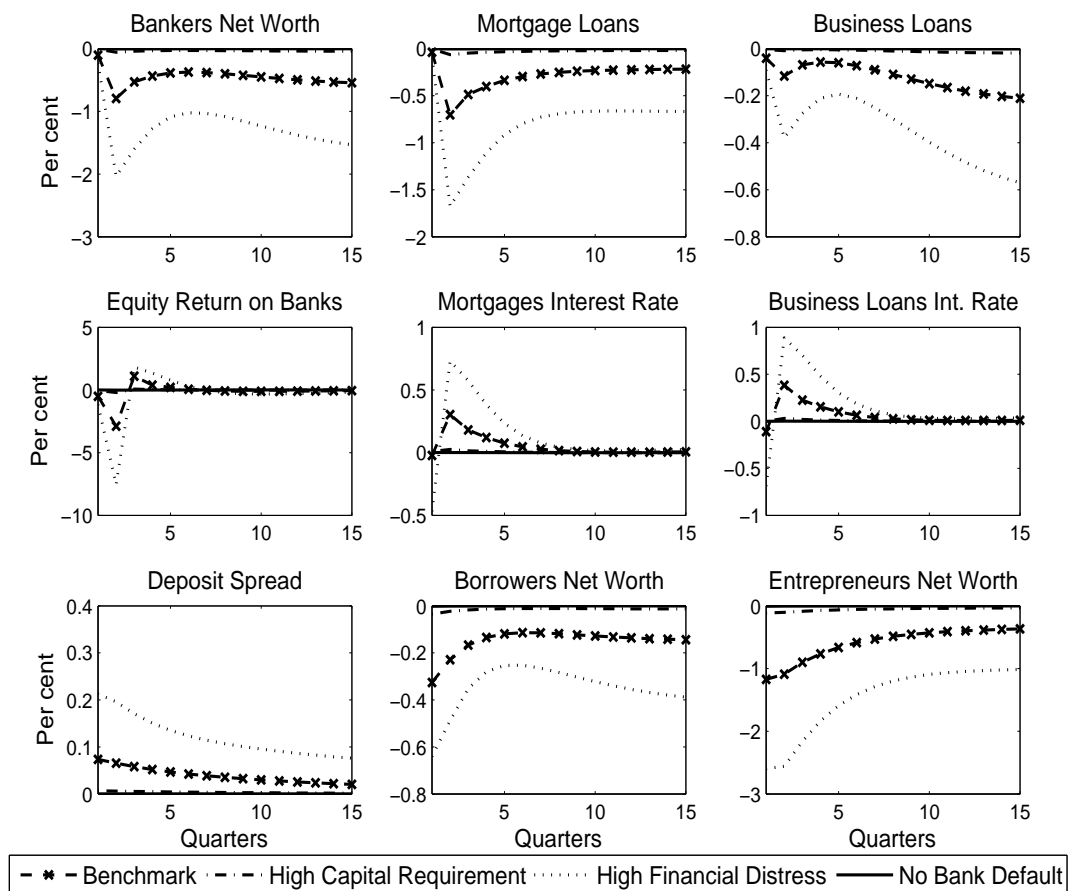 Bankers Net Worth
Mortgage Loans
Business Loans
Per cent
0
−1
−2
−3
5 10 15
0
−0.5
−1
−1.5
−2
5 10 15
0
−0.2
−0.4
−0.6
−0.8
5 10 15
Equity Return on Banks
Mortgages Interest Rate
Business Loans Int. Rate
Per cent
5
0
−5
−10
5 10 15
1
0.5
0
−0.5
5 10 15
1
0.5
0
−0.5
−1
5 10 15
Deposit Spread
Borrowers Net Worth
Entrepreneurs Net Worth
Per cent
0.4
0.3
0.2
0.1
0
5 10 15
Quarters
0
−0.2
−0.4
−0.6
−0.8
5 10 15
Quarters
0
−1
−2
−3
5 10 15
Quarters
Benchmark High Capital Requirement High Financial Distress No Bank Default